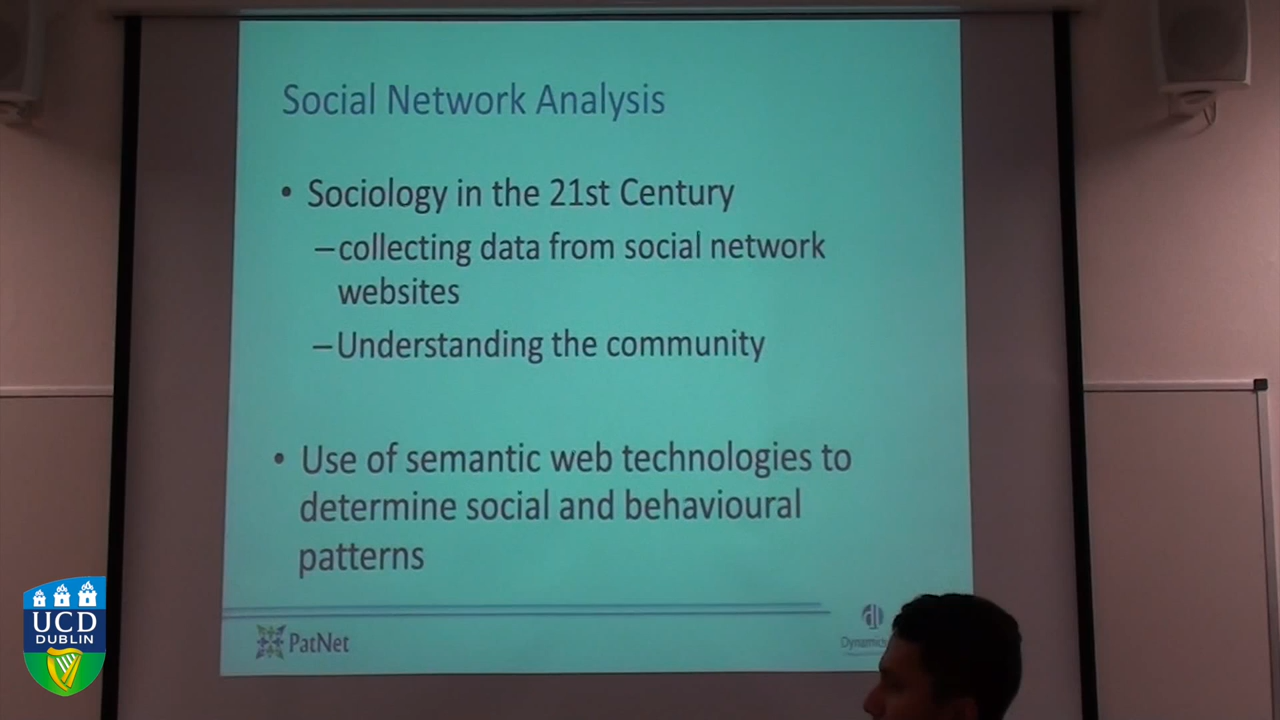 Social Network Analysis
• Sociology in the 21st Century
–collecting data from social network
websites
–Understanding the community
• Use of semantic web technologies to
determine social and behavioural
patterns
PatNet
UCD
DUBLIN